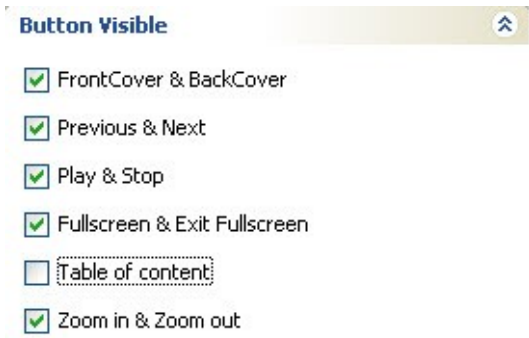 Button Visible
FrontCover & BackCover
Previous & Next
Play & Stop
Fullscreen & Exit Fullscreen
Table of content
Zoom in & Zoom out